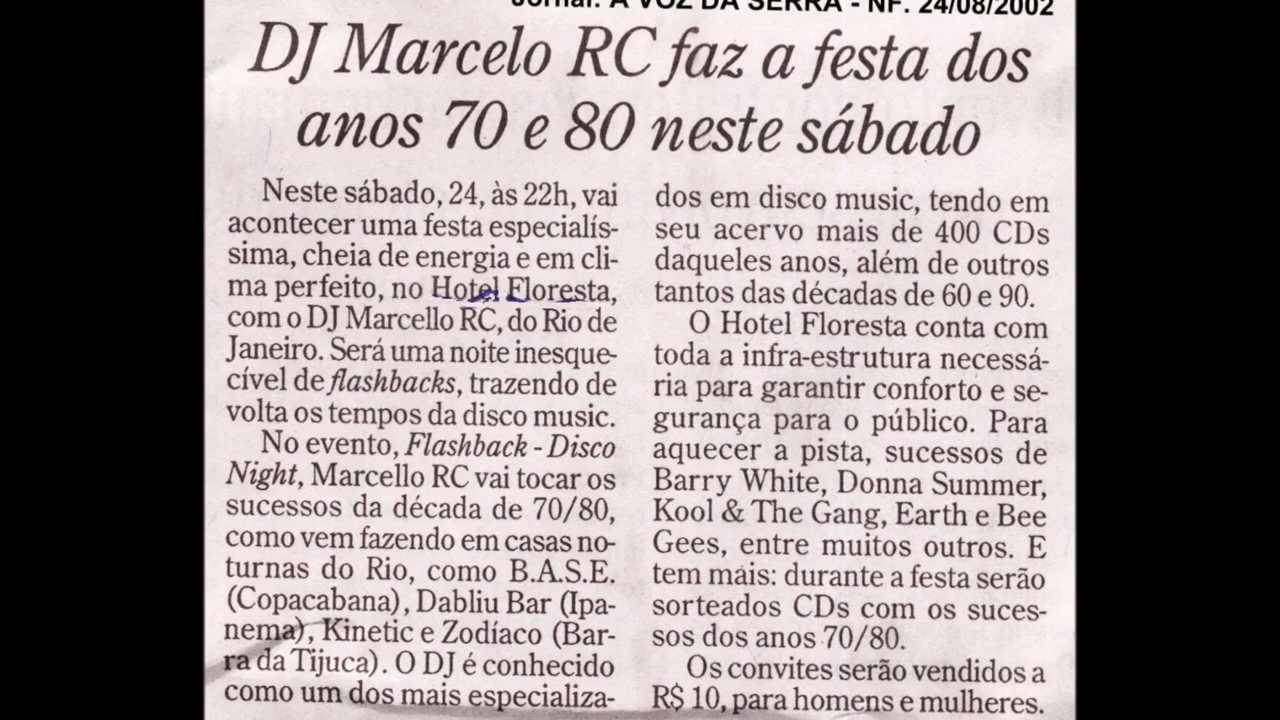 Jornal: A VOZ DA SERRA - NF. 24/08/2002
DJ Marcelo RC faz a festa dos
anos 70 e 80 neste sábado
Neste sábado, 24, às 22h, vai
acontecer uma festa especialís-
sima, cheia de energia e em cli-
ma perfeito, no Hotel Floresta,
com o DJ Marcello RC, do Rio de
Janeiro. Será uma noite inesque-
cível de flashbacks, trazendo de
volta os tempos da disco music.
No evento, Flashback - Disco
Night, Marcello RC vai tocar os
sucessos da década de 70/80,
como vem fazendo em casas no-
turnas do Rio, como B.A.S.E.
(Copacabana), Dabliu Bar (Ipa-
nema), Kinetic e Zodíaco (Bar-
ra da Tijuca). O DJ é conhecido
como um dos mais especializa-
dos em disco music, tendo em
seu acervo mais de 400 CDs
daqueles anos, além de outros
tantos das décadas de 60 e 90.
O Hotel Floresta conta com
toda a infra-estrutura necessá-
ria para garantir conforto e se-
gurança para o público. Para
aquecer a pista, sucessos de
Barry White, Donna Summer,
Kool & The Gang, Earth e Bee
Gees, entre muitos outros. E
tem mais: durante a festa serão
sorteados CDs com os suces-
sos dos anos 70/80.
Os convites serão vendidos a
R$ 10, para homens e mulheres.